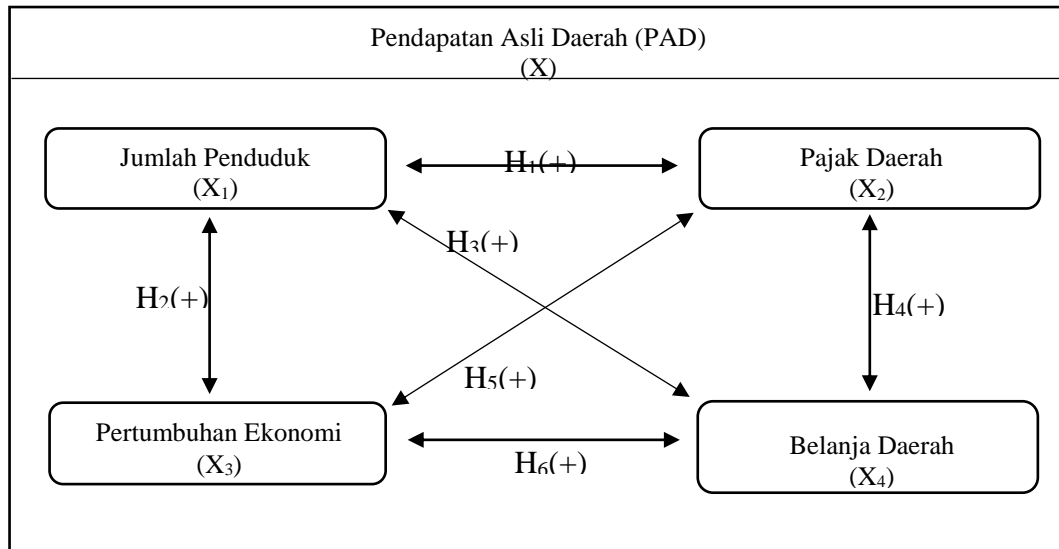 Pendapatan Asli Daerah (PAD)
(X)
Jumlah Penduduk
(X₁)
H₁(+)
Pajak Daerah
(X₂)
H₃(+)
H₂(+)
H₄(+)
H₅(+)
Pertumbuhan Ekonomi
(X₃)
H₆(+)
Belanja Daerah
(X₄)